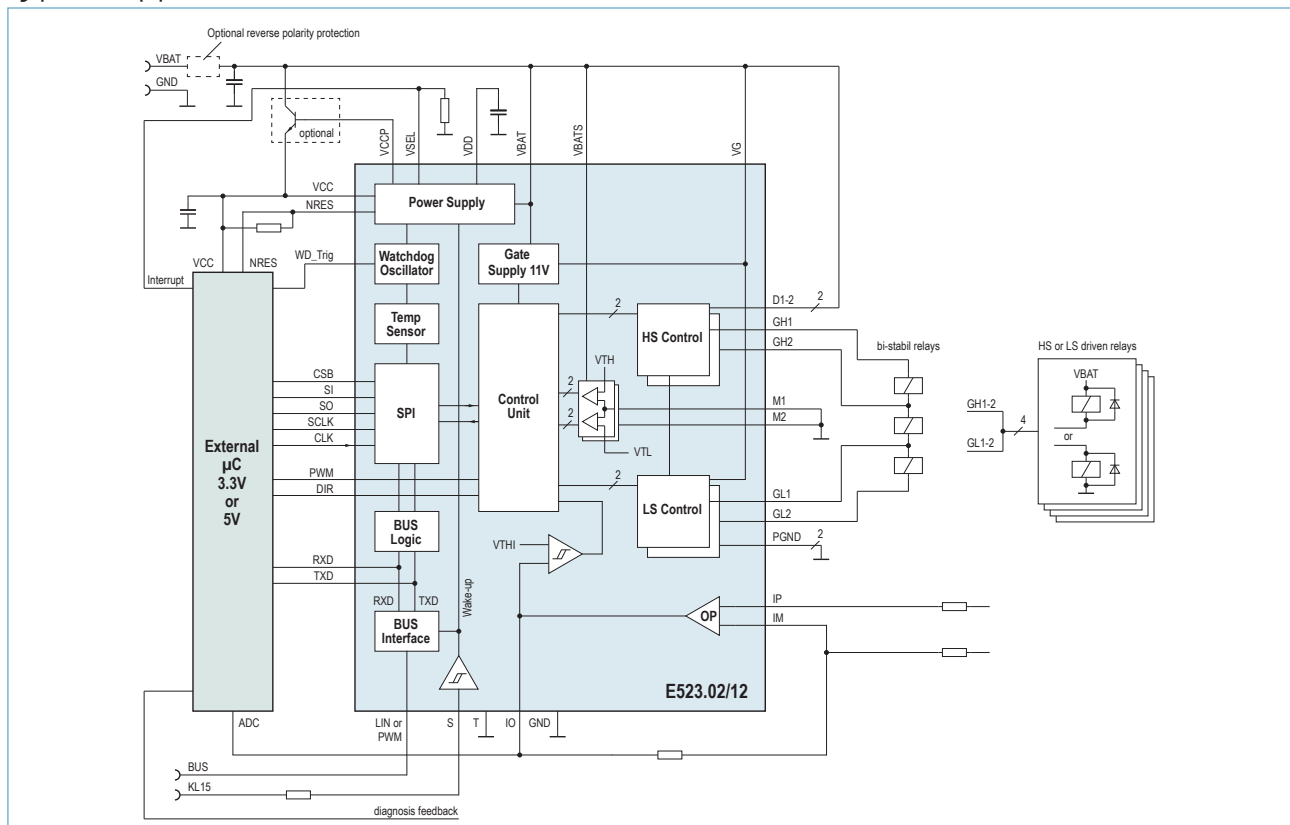 Optional reverse polarity protection
VBAT
GND
optional
VCCP
VSEL
VDD
VBAT
VBATS
VG
VCC
NRES
Power Supply
VCC
NRES
WD_Trig
Interrupt
Watchdog
Oscillator
Gate
Supply 11V
Temp
Sensor
2
HS Control
D1-2
2
GH1
GH2
bi-stabil relays
HS or LS driven relays
VBAT
GH1-2
GL1-2
4
or
CSB
SI
SO
SCLK
CLK
SPI
Control
Unit
VTH
2
2
VTL
M1
M2
External
µC
3.3V
or
5V
PWM
DIR
2
LS Control
GL1
GL2
PGND
2
BUS
Logic
VTHI
RXD
TXD
RXD
TXD
Wake-up
BUS
Interface
OP
IP
IM
E523.02/12
ADC
LIN or
PWM
S
T
IO
GND
BUS
KL15
diagnosis feedback